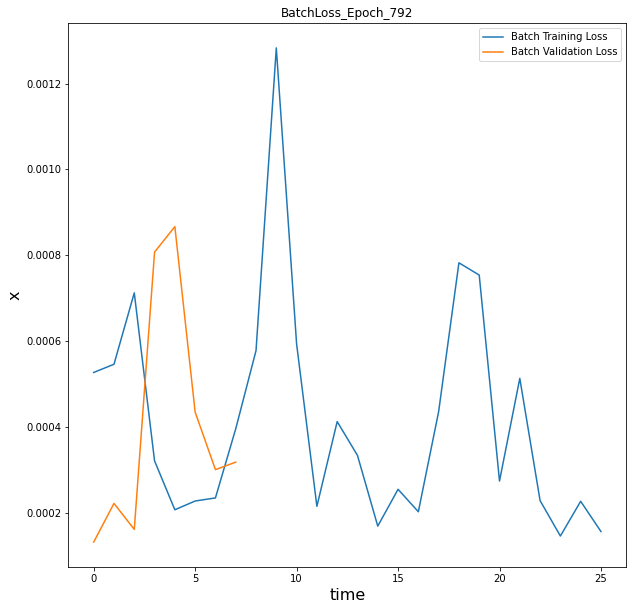 BatchLoss_Epoch_792
Batch Training Loss
Batch Validation Loss
0.0012
0.0010
0.0008
0.0006
0.0004
0.0002
x
0
5
10
15
20
25
time